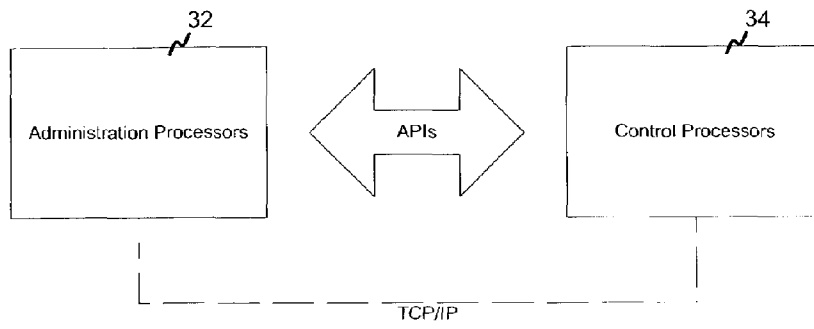 32
34
Administration Processors
APIs
Control Processors
TCP/IP